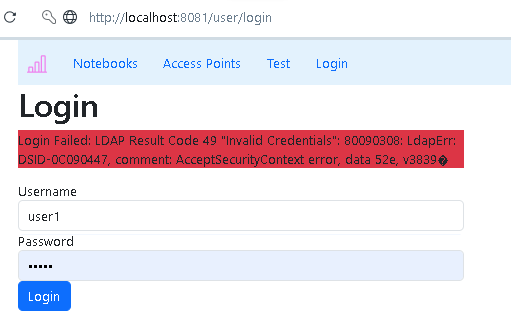 http://localhost:8081/user/login
Notebooks Access Points Test Login
Login
Login Failed: LDAP Result Code 49 "Invalid Credentials": 80090308: LdapErr:
DSID-0C090447, comment: AcceptSecurityContext error, data 52e, v3839�
Username
user1
Password
•••••
Login